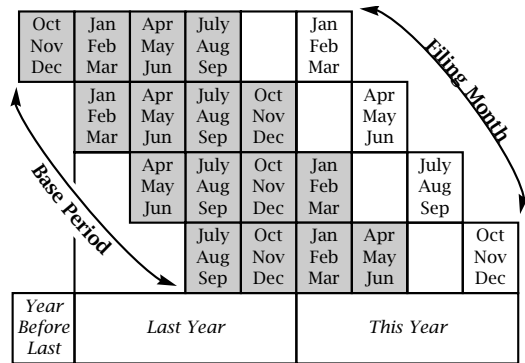 Oct Jan Apr July Jan
Nov Feb May Aug Feb
Dec Mar Jun Sep Mar
Filing Month
Jan Apr July Oct Apr
Feb May Aug Nov May
Mar Jun Sep Dec Jun
Base Period
Apr July Oct Jan July
May Aug Nov Feb Aug
Jun Sep Dec Mar Sep
July Oct Jan Apr Oct
Aug Nov Feb May Nov
Sep Dec Mar Jun Dec
Year
Before
Last
Last Year
This Year